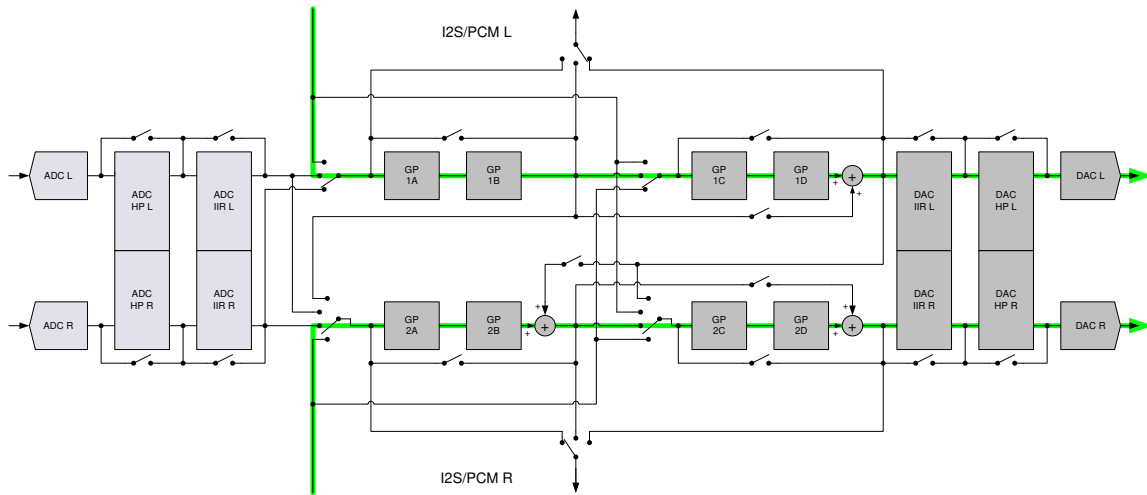 I2S/PCM L
ADC L
ADC
HP L
ADC
IIR L
GP
1A
GP
1B
GP
1C
GP
1D
+
+
+
DAC
IIR L
DAC
HP L
DAC L
ADC R
ADC
HP R
ADC
IIR R
GP
2A
GP
2B
+
+
+
GP
2C
GP
2D
+
+
+
DAC
IIR R
DAC
HP R
DAC R
I2S/PCM R